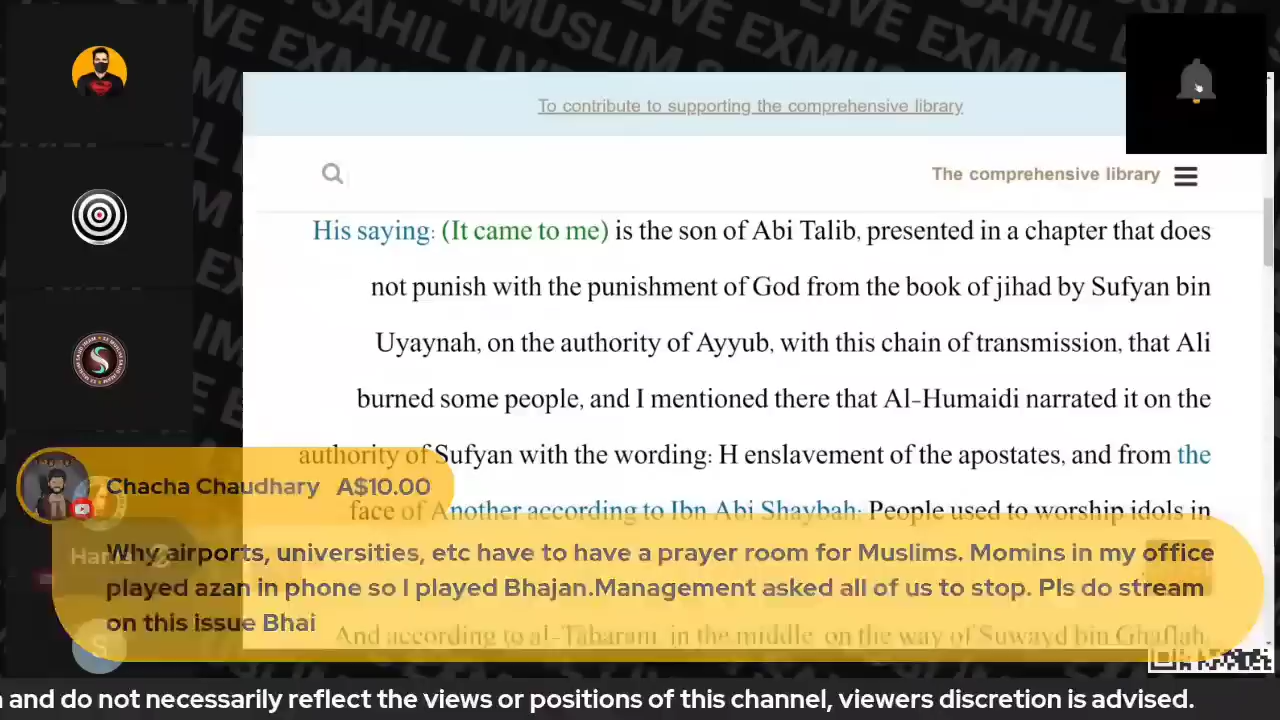 To contribute to supporting the comprehensive library
The comprehensive library
His saying: (It came to me) is the son of Abi Talib, presented in a chapter that does
not punish with the punishment of God from the book of jihad by Sufyan bin
Uyaynah, on the authority of Ayyub, with this chain of transmission, that Ali
burned some people, and I mentioned there that Al-Humaidi narrated it on the
authority of Sufyan with the wording: H enslavement of the apostates, and from the
face of Another according to Ibn Abi Shaybah: People used to worship idols in
And according to al-Tabarani, in the middle, on the way of Suwayd bin Ghaflah,
Chacha Chaudhary A$10.00
Why airports, universities, etc have to have a prayer room for Muslims. Momins in my office
played azan in phone so I played Bhajan.Management asked all of us to stop. Pls do stream
on this issue Bhai
and do not necessarily reflect the views or positions of this channel, viewers discretion is advised.